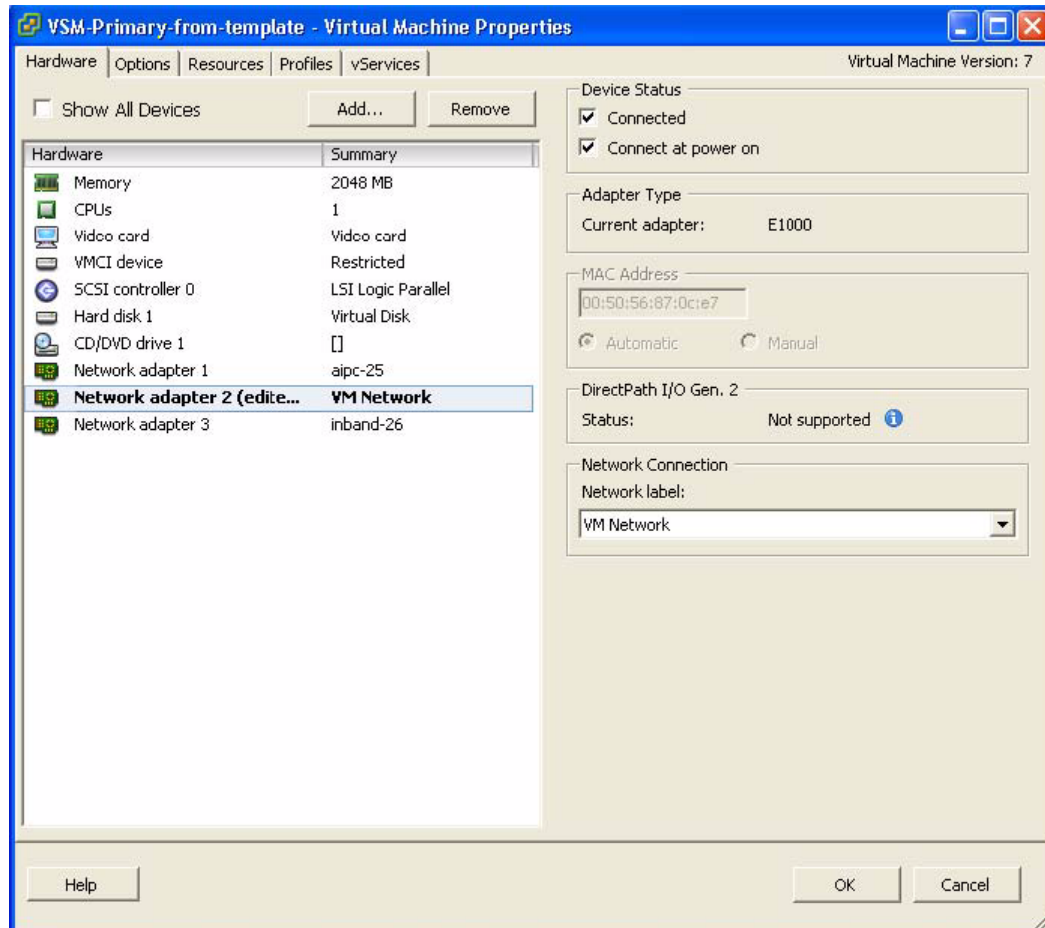 VSM-Primary-from-template - Virtual Machine Properties
Hardware Options Resources Profiles vServices Virtual Machine Version: 7
Show All Devices Add... Remove
Hardware Summary
Memory 2048 MB
CPUs 1
Video card Video card
VMCI device Restricted
SCSI controller 0 LSI Logic Parallel
Hard disk 1 Virtual Disk
CD/DVD drive 1 []
Network adapter 1 aipc-25
Network adapter 2 (edite... VM Network
Network adapter 3 inband-26
Device Status
Connected
Connect at power on
Adapter Type
Current adapter: E1000
MAC Address
00:50:56:87:0c:e7
Automatic Manual
DirectPath I/O Gen. 2
Status: Not supported
Network Connection
Network label:
VM Network
Help OK Cancel